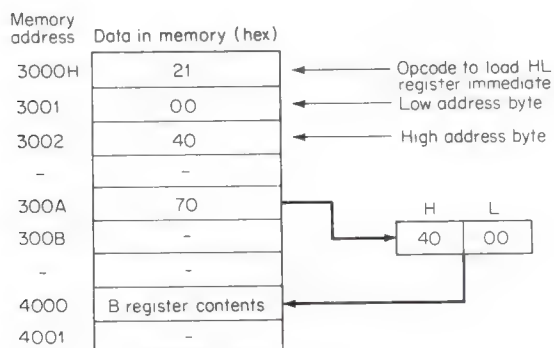 Memory
address Data in memory (hex)
3000H 21 Opcode to load HL
register immediate
3001 00 Low address byte
3002 40 High address byte
- -
300A 70 H L
300B - 40 00
- -
4000 B register contents
4001 -